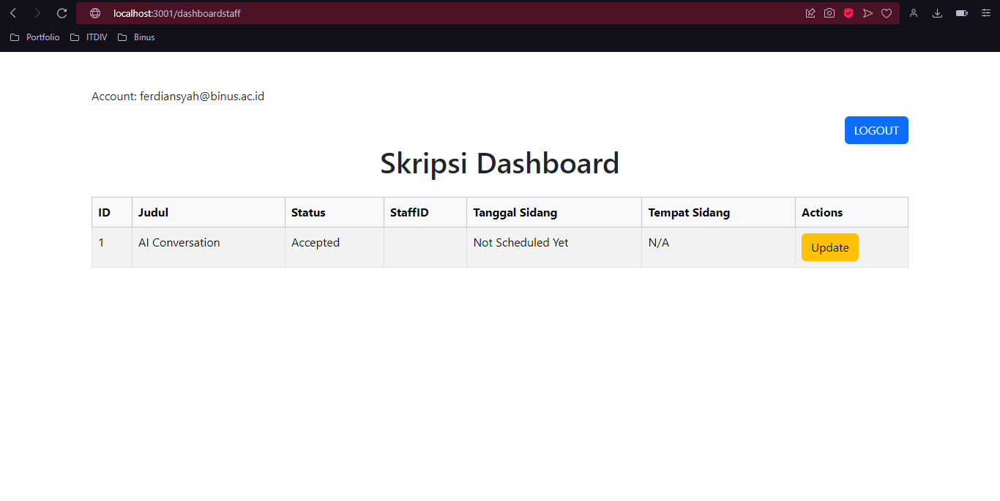 localhost:3001/dashboardstaff
Portfolio ITDIV Binus
Account: ferdiansyah@binus.ac.id
LOGOUT
Skripsi Dashboard
ID Judul Status StaffID Tanggal Sidang Tempat Sidang Actions
1 AI Conversation Accepted Not Scheduled Yet N/A Update